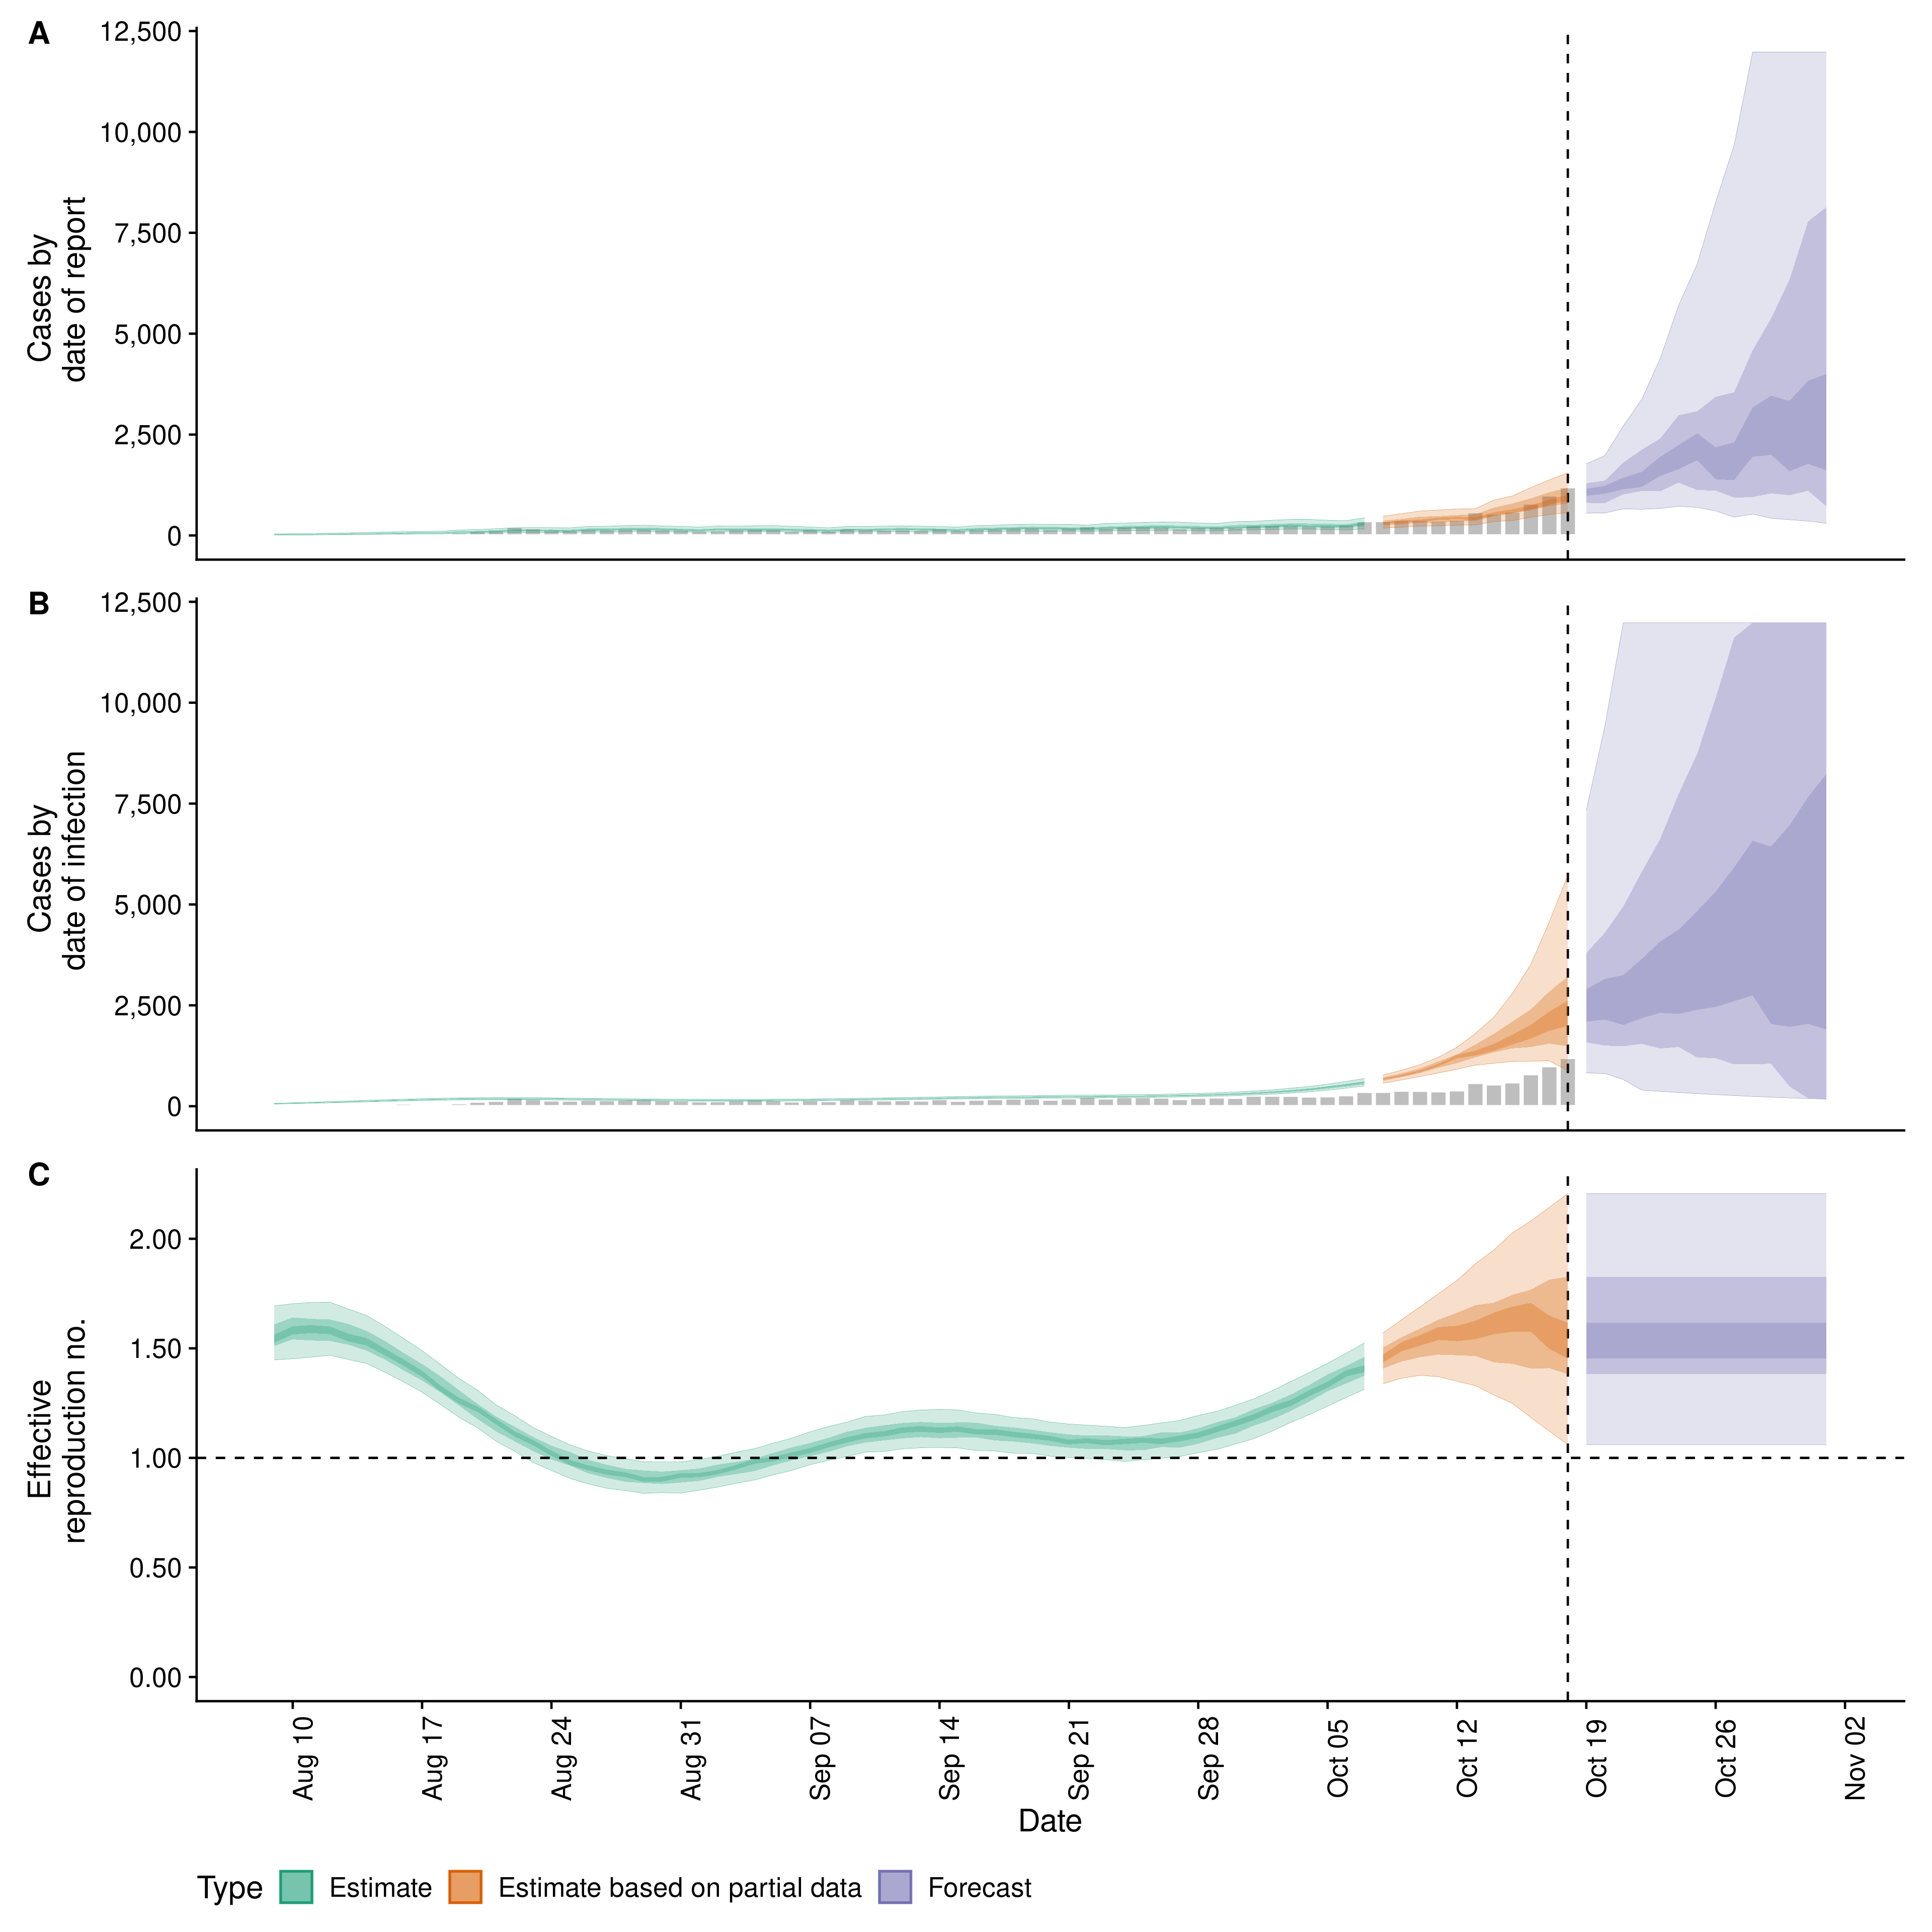 A
12,500
10,000
7,500
5,000
2,500
0
Cases by
date of report
B
12,500
10,000
7,500
5,000
2,500
0
Cases by
date of infection
C
2.00
1.50
1.00
0.50
0.00
Effective
reproduction no.
Aug 10
Aug 17
Aug 24
Aug 31
Sep 07
Sep 14
Sep 21
Sep 28
Oct 05
Oct 12
Oct 19
Oct 26
Nov 02
Date
Type Estimate Estimate based on partial data Forecast